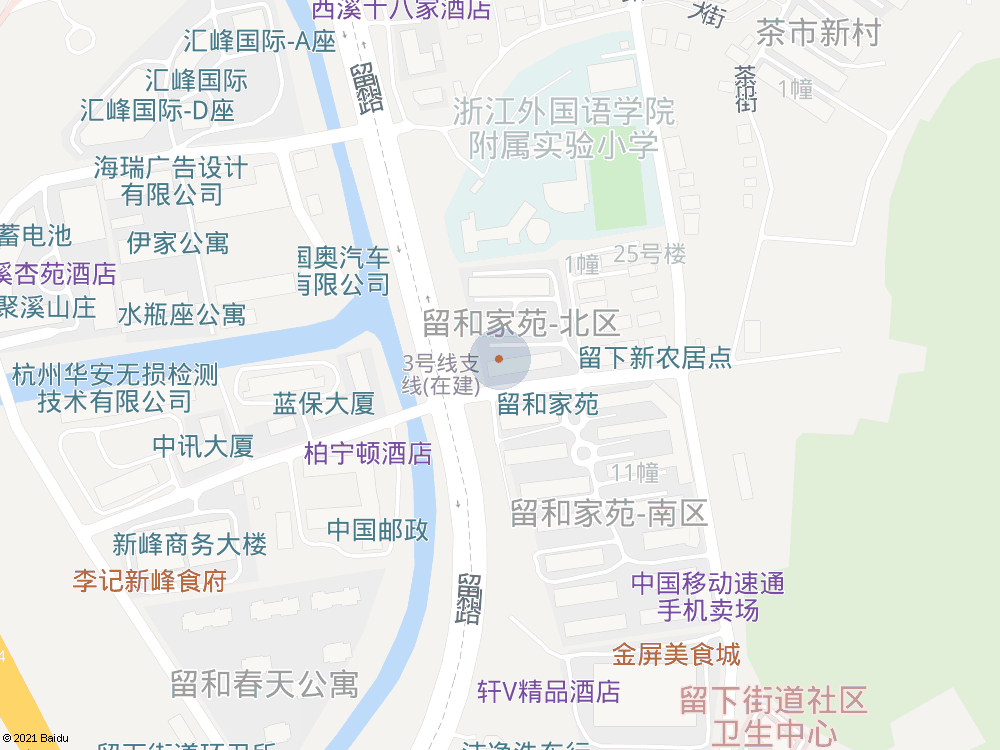 西溪十八家酒店
大街
茶市新村
汇峰国际-A座
汇峰国际
汇峰国际-D座
留和路
茶市街
1幢
浙江外国语学院
附属实验小学
海瑞广告设计
有限公司
蓄电池
伊家公寓
国奥汽车
有限公司
25号楼
1幢
溪杏苑酒店
聚溪山庄
水瓶座公寓
留和家苑-北区
3号线支
线(在建)
留下新农居点
杭州华安无损检测
技术有限公司
蓝保大厦
留和家苑
中讯大厦
柏宁顿酒店
11幢
留和家苑-南区
中国邮政
新峰商务大楼
李记新峰食府
留和路
中国移动速通
手机卖场
金屏美食城
留和春天公寓
轩V精品酒店
留下街道社区
卫生中心
4
© 2021 Baidu